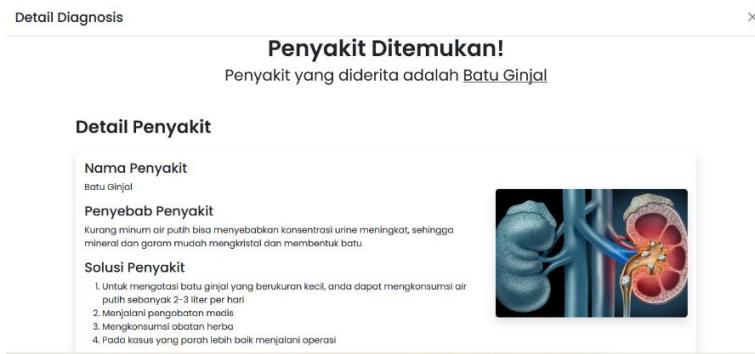 Detail Diagnosis
Penyakit Ditemukan!
Penyakit yang diderita adalah Batu Ginjal
Detail Penyakit
Nama Penyakit
Batu Ginjal
Penyebab Penyakit
Kurang minum air putih bisa menyebabkan konsentrasi urine meningkat, sehingga
mineral dan garam mudah mengkristal dan membentuk batu
Solusi Penyakit
1. Untuk mengatasi batu ginjal yang berukuran kecil, anda dapat mengkonsumsi air
putih sebanyak 2-3 liter per hari
2. Menjalani pengobatan medis
3. Mengkonsumsi obatan herba
4. Pada kasus yang parah lebih baik menjalani operasi